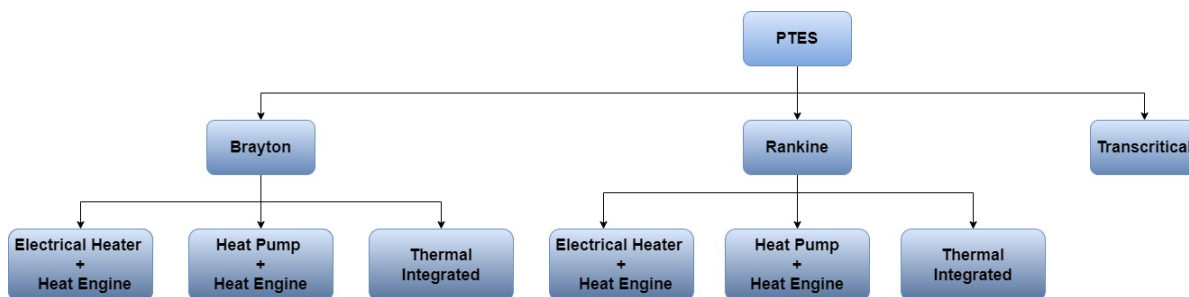 PTES
Brayton
Rankine
Transcritical
Electrical Heater
+
Heat Engine
Heat Pump
+
Heat Engine
Thermal
Integrated
Electrical Heater
+
Heat Engine
Heat Pump
+
Heat Engine
Thermal
Integrated